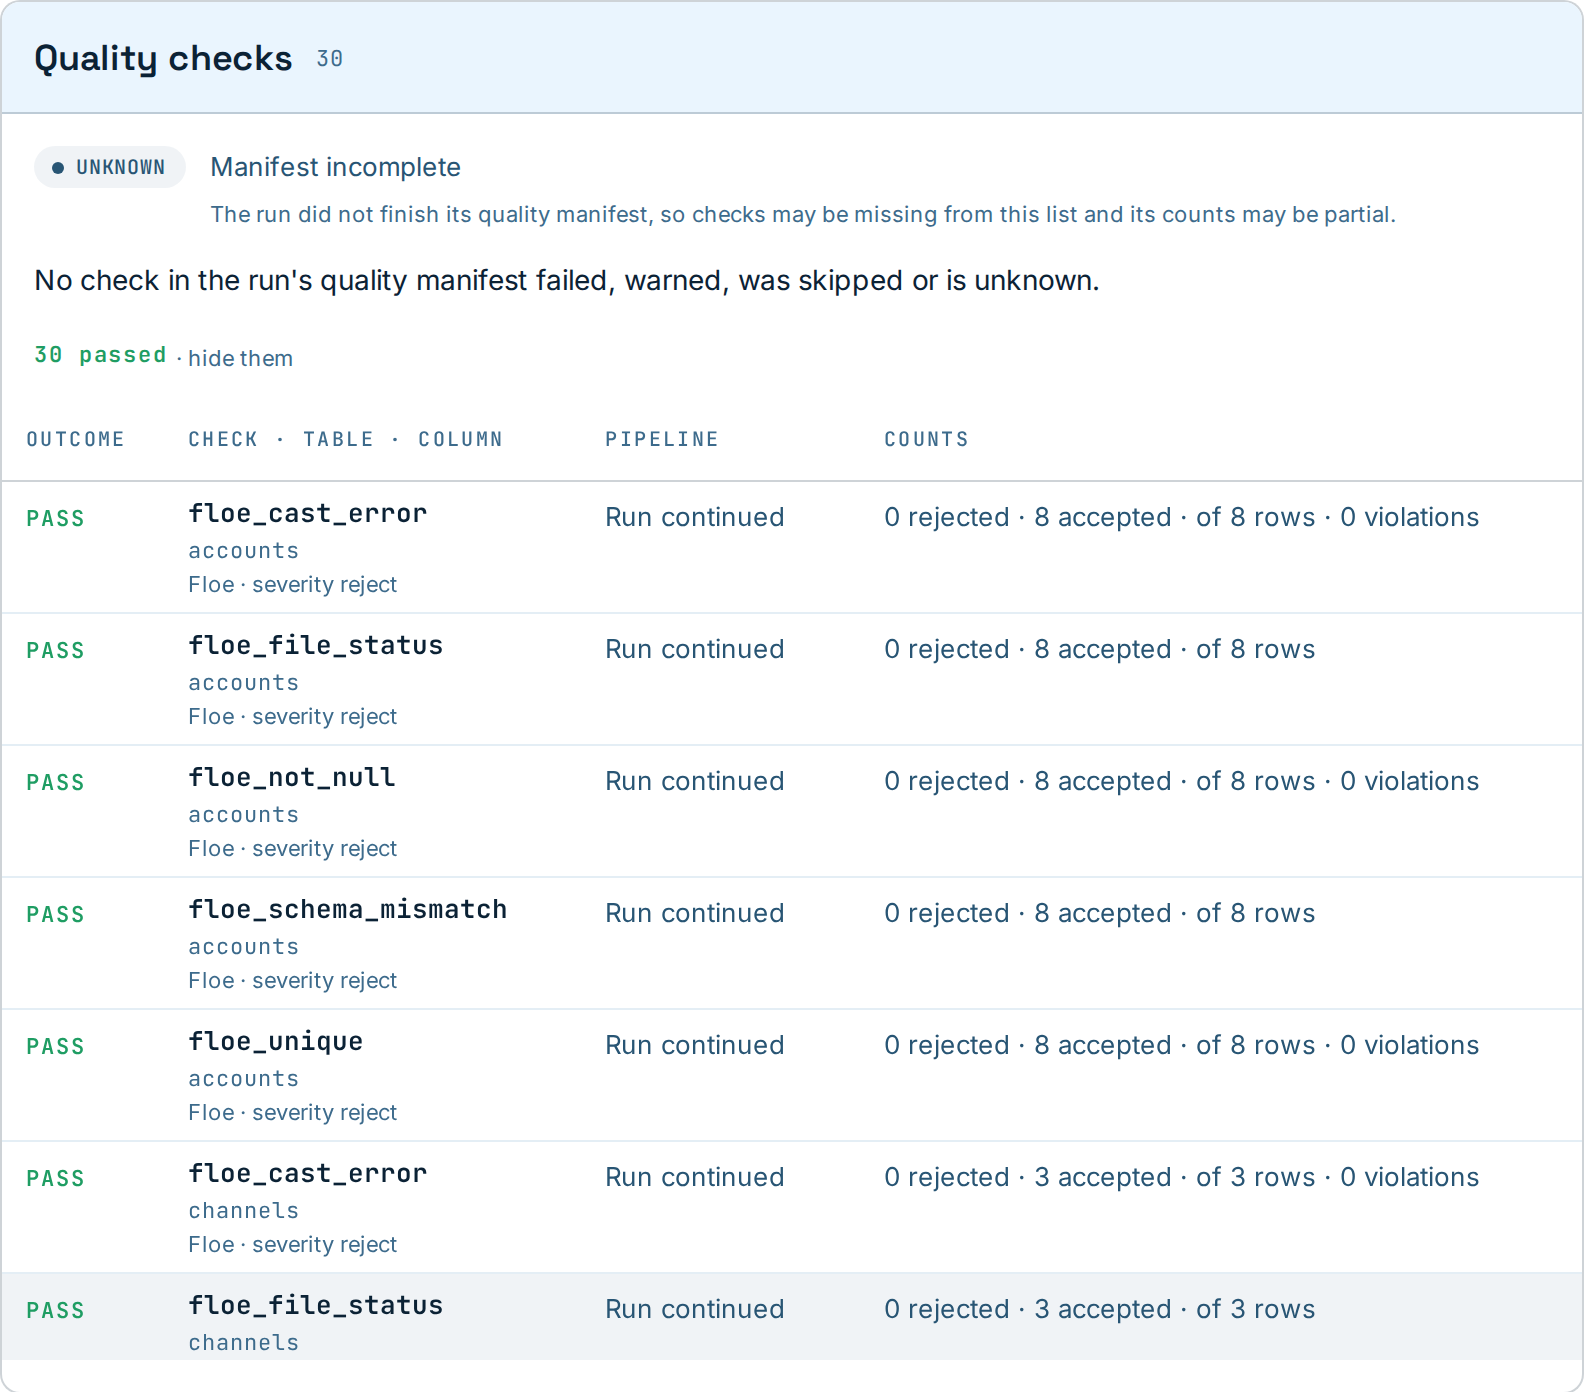 Quality checks 30
UNKNOWN Manifest incomplete
The run did not finish its quality manifest, so checks may be missing from this list and its counts may be partial.
No check in the run's quality manifest failed, warned, was skipped or is unknown.
30 passed · hide them
OUTCOME CHECK · TABLE · COLUMN PIPELINE COUNTS
PASS floe_cast_error Run continued 0 rejected · 8 accepted · of 8 rows · 0 violations
accounts
Floe · severity reject
PASS floe_file_status Run continued 0 rejected · 8 accepted · of 8 rows
accounts
Floe · severity reject
PASS floe_not_null Run continued 0 rejected · 8 accepted · of 8 rows · 0 violations
accounts
Floe · severity reject
PASS floe_schema_mismatch Run continued 0 rejected · 8 accepted · of 8 rows
accounts
Floe · severity reject
PASS floe_unique Run continued 0 rejected · 8 accepted · of 8 rows · 0 violations
accounts
Floe · severity reject
PASS floe_cast_error Run continued 0 rejected · 3 accepted · of 3 rows · 0 violations
channels
Floe · severity reject
PASS floe_file_status Run continued 0 rejected · 3 accepted · of 3 rows
channels